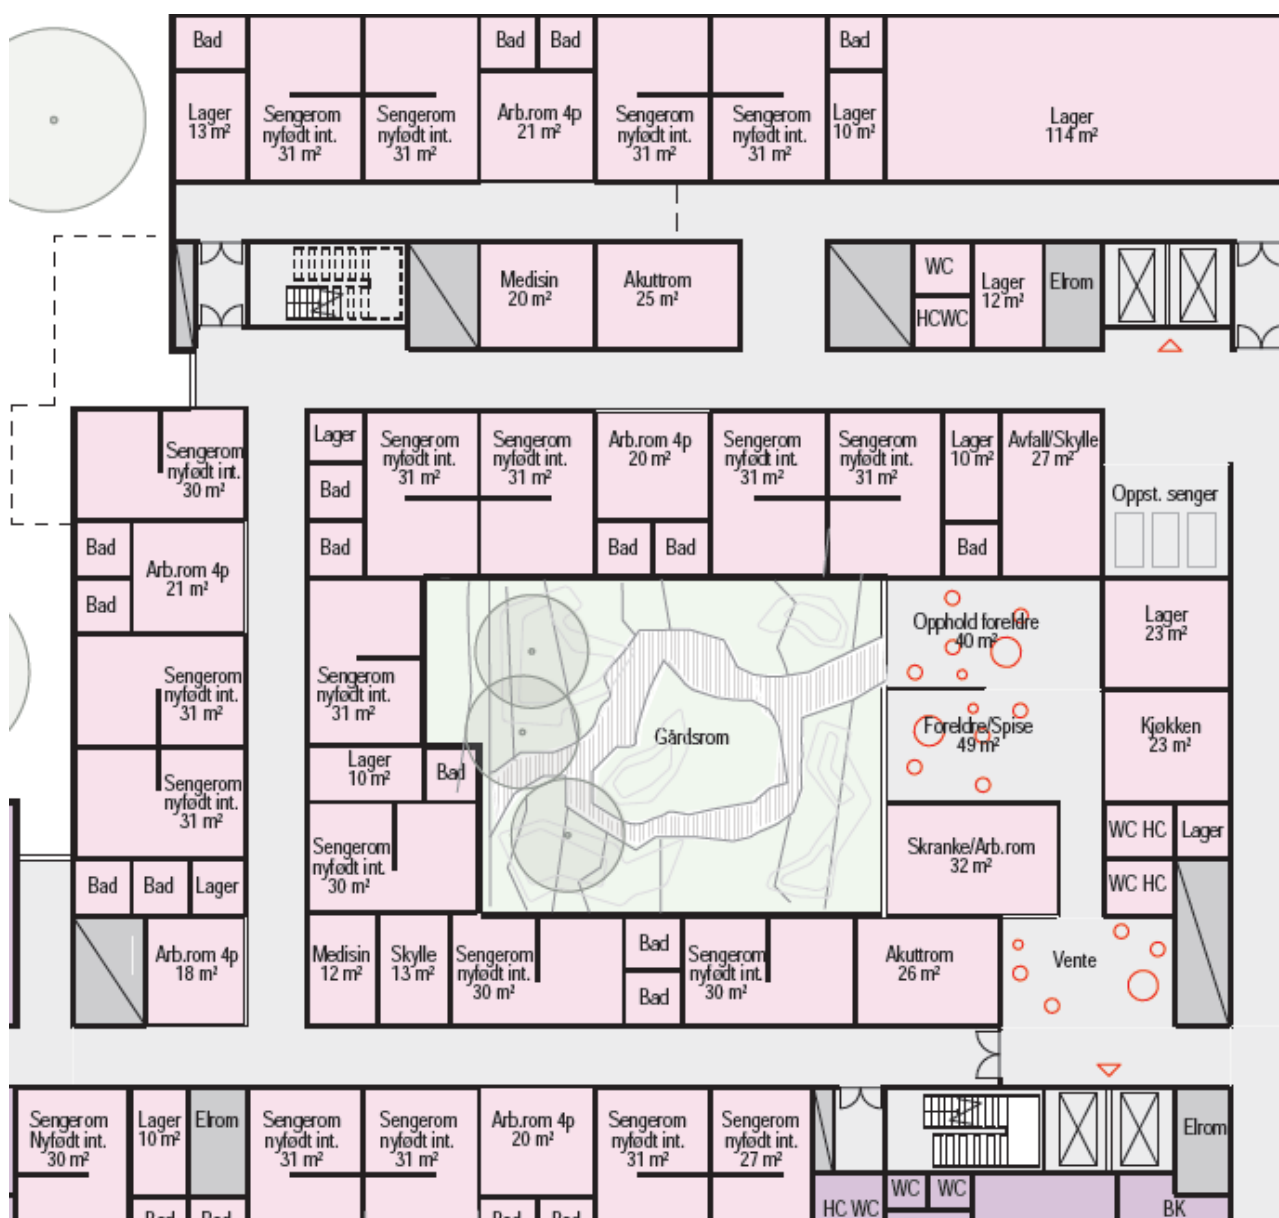 Bad
Bad
Bad
Bad
Lager
13 m²
Sengerom
nyfødt int.
31 m²
Sengerom
nyfødt int.
31 m²
Arb.rom 4p
21 m²
Sengerom
nyfødt int.
31 m²
Sengerom
nyfødt int.
31 m²
Lager
10 m²
Lager
114 m²
Medisin
20 m²
Akuttrom
25 m²
WC
HCWC
Lager
12 m²
Elrom
Sengerom
nyfødt int.
30 m²
Lager
Bad
Bad
Sengerom
nyfødt int.
31 m²
Sengerom
nyfødt int.
31 m²
Arb.rom 4p
20 m²
Sengerom
nyfødt int.
31 m²
Sengerom
nyfødt int.
31 m²
Lager
10 m²
Avfall/Skylle
27 m²
Oppst. senger
Bad
Bad
Bad
Bad
Arb.rom 4p
21 m²
Bad
Opphold foreldre
40 m²
Lager
23 m²
Sengerom
nyfødt int.
31 m²
Sengerom
nyfødt int.
31 m²
Gårdsrom
Foreldre/Spise
49 m²
Kjøkken
23 m²
Sengerom
nyfødt int.
31 m²
Lager
10 m²
Bad
Sengerom
nyfødt int.
30 m²
Skranke/Arb.rom
32 m²
WC HC
Lager
WC HC
Bad
Bad
Lager
Arb.rom 4p
18 m²
Medisin
12 m²
Skylle
13 m²
Sengerom
nyfødt int.
30 m²
Bad
Bad
Sengerom
nyfødt int.
30 m²
Akuttrom
26 m²
Vente
Sengerom
Nyfødt int.
30 m²
Lager
10 m²
Elrom
Sengerom
nyfødt int.
31 m²
Sengerom
nyfødt int.
31 m²
Arb.rom 4p
20 m²
Sengerom
nyfødt int.
31 m²
Sengerom
nyfødt int.
27 m²
Elrom
Bad
Bad
Bad
Bad
HC WC
WC
WC
BK